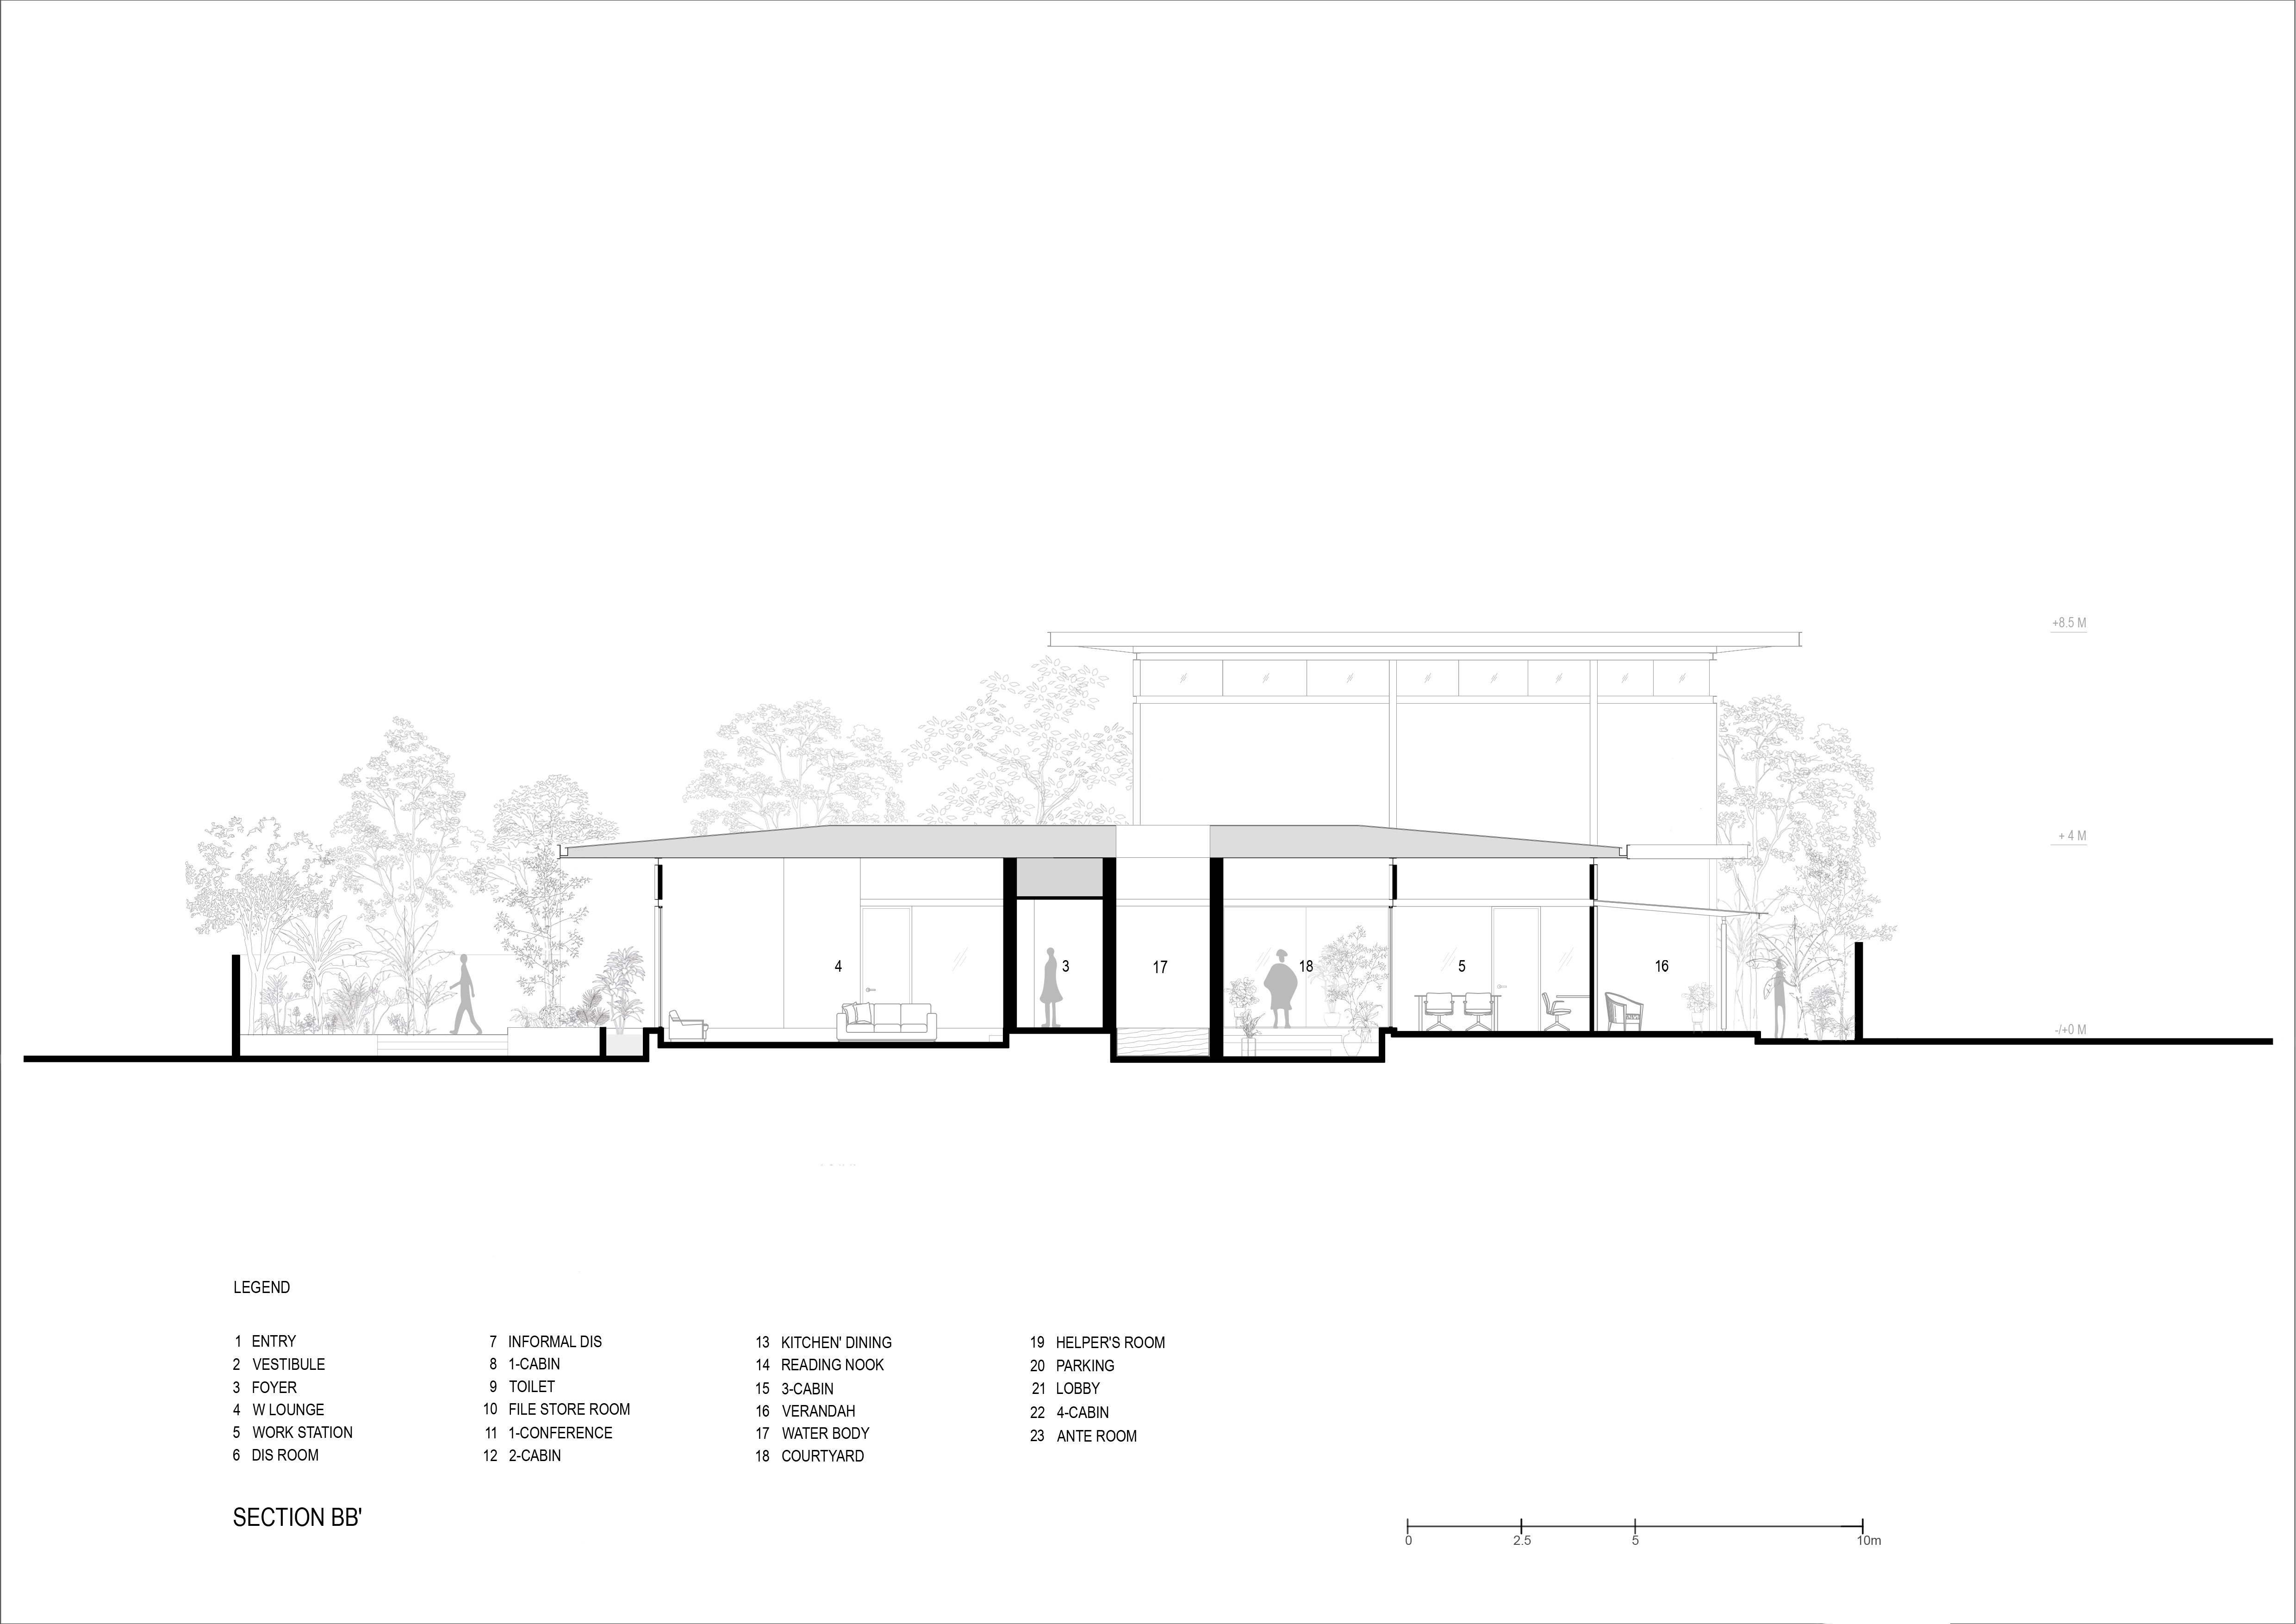 +8.5 M
+ 4 M
4
3
17
18
5
16
-/+0 M
LEGEND
1 ENTRY
2 VESTIBULE
3 FOYER
4 W LOUNGE
5 WORK STATION
6 DIS ROOM
7 INFORMAL DIS
8 1-CABIN
9 TOILET
10 FILE STORE ROOM
11 1-CONFERENCE
12 2-CABIN
13 KITCHEN' DINING
14 READING NOOK
15 3-CABIN
16 VERANDAH
17 WATER BODY
18 COURTYARD
19 HELPER'S ROOM
20 PARKING
21 LOBBY
22 4-CABIN
23 ANTE ROOM
SECTION BB'
0 2.5 5 10m